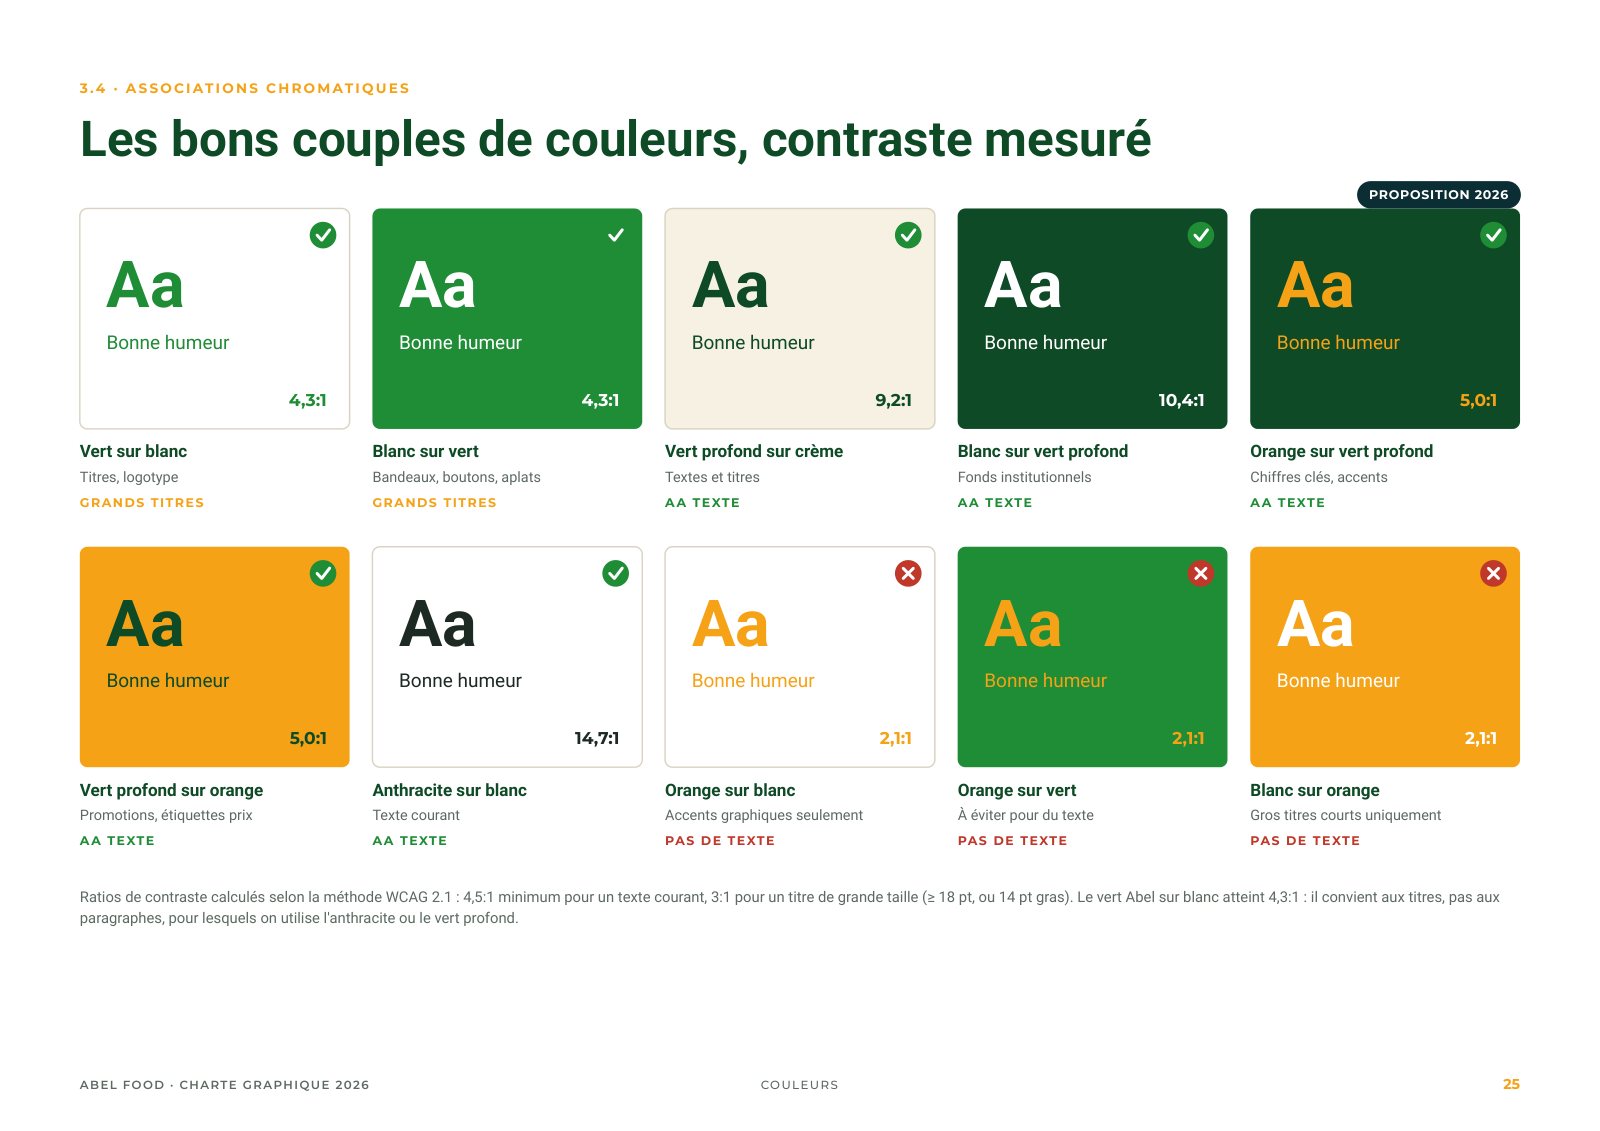 3.4 · ASSOCIATIONS CHROMATIQUES
Les bons couples de couleurs, contraste mesuré
PROPOSITION 2026
Aa
Bonne humeur
4,3:1
Vert sur blanc
Titres, logotype
GRANDS TITRES
Aa
Bonne humeur
4,3:1
Blanc sur vert
Bandeaux, boutons, aplats
GRANDS TITRES
Aa
Bonne humeur
9,2:1
Vert profond sur crème
Textes et titres
AA TEXTE
Aa
Bonne humeur
10,4:1
Blanc sur vert profond
Fonds institutionnels
AA TEXTE
Aa
Bonne humeur
5,0:1
Orange sur vert profond
Chiffres clés, accents
AA TEXTE
Aa
Bonne humeur
5,0:1
Vert profond sur orange
Promotions, étiquettes prix
AA TEXTE
Aa
Bonne humeur
14,7:1
Anthracite sur blanc
Texte courant
AA TEXTE
Aa
Bonne humeur
2,1:1
Orange sur blanc
Accents graphiques seulement
PAS DE TEXTE
Aa
Bonne humeur
2,1:1
Orange sur vert
À éviter pour du texte
PAS DE TEXTE
Aa
Bonne humeur
2,1:1
Blanc sur orange
Gros titres courts uniquement
PAS DE TEXTE
Ratios de contraste calculés selon la méthode WCAG 2.1 : 4,5:1 minimum pour un texte courant, 3:1 pour un titre de grande taille (≥ 18 pt, ou 14 pt gras). Le vert Abel sur blanc atteint 4,3:1 : il convient aux titres, pas aux
paragraphes, pour lesquels on utilise l'anthracite ou le vert profond.
ABEL FOOD · CHARTE GRAPHIQUE 2026
COULEURS
25